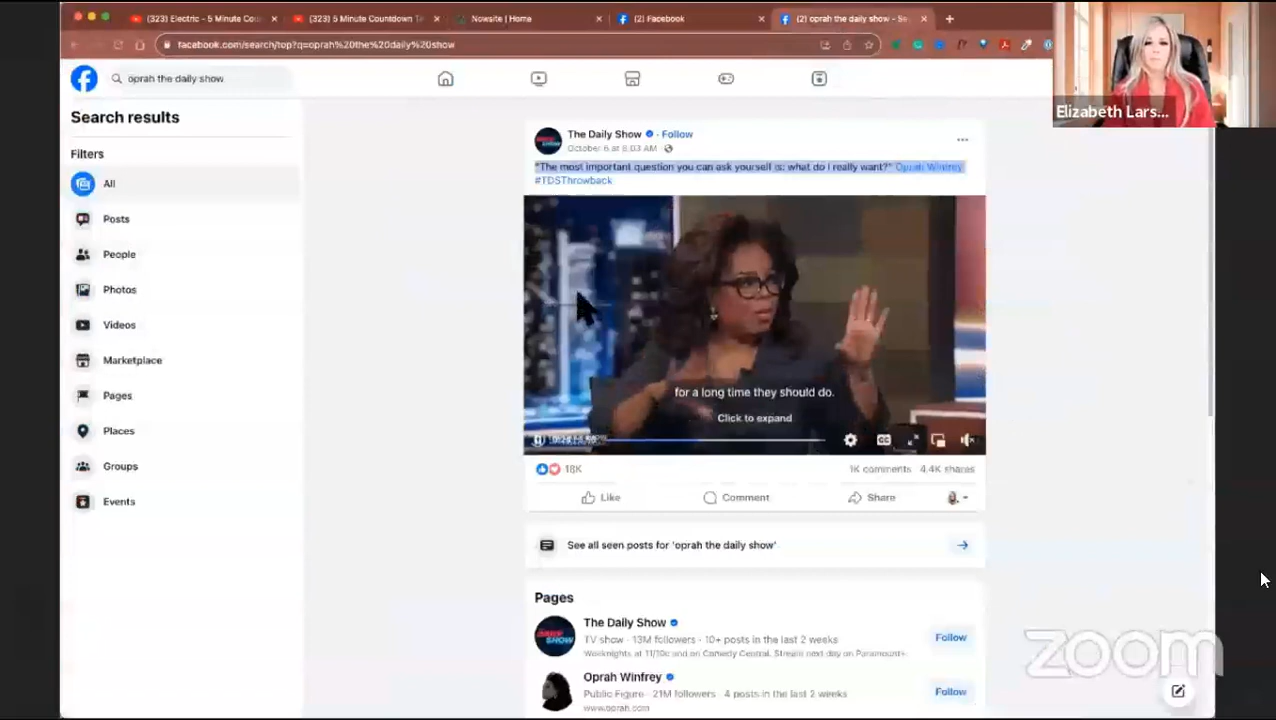 (323) Electric - 5 Minute Cou
(323) 5 Minute Countdown Ti
Nowsite | Home
(2) Facebook
(2) oprah the daily show - Se
facebook.com/search/top?q=oprah%20the%20daily%20show
oprah the daily show
Elizabeth Lars...
Search results
Filters
All
Posts
People
Photos
Videos
Marketplace
Pages
Places
Groups
Events
The Daily Show · Follow
October 6 at 6:03 AM ·
"The most important question you can ask yourself is: what do I really want?" Oprah Winfrey
#TDSThrowback
for a long time they should do.
Click to expand
CC
18K
1K comments 4.4K shares
Like
Comment
Share
See all seen posts for 'oprah the daily show'
Pages
The Daily Show
TV show · 13M followers · 10+ posts in the last 2 weeks
Weeknights at 11/10c and on Comedy Central. Stream next day on Paramount+
Follow
Oprah Winfrey
Public Figure · 21M followers · 4 posts in the last 2 weeks
www.oprah.com
Follow
zoom